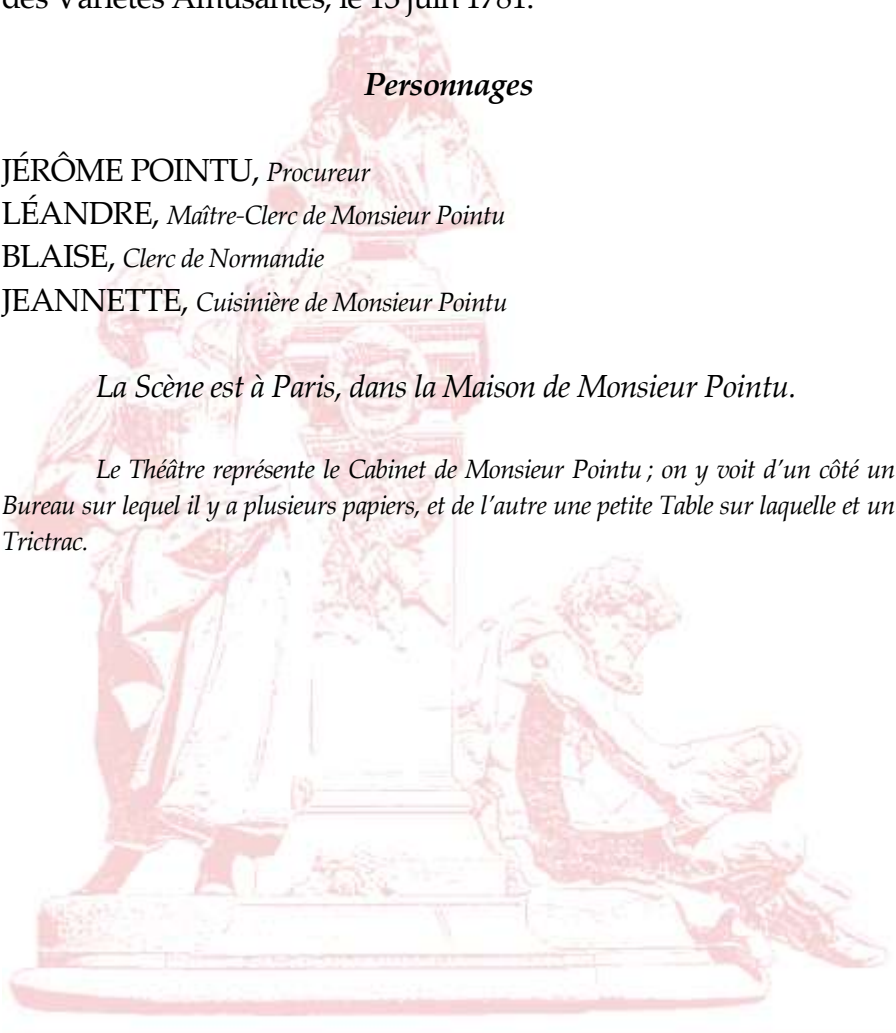 des Variétés Amusantes, le 13 juin 1781.
Personnages
JÉRÔME POINTU, Procureur
LÉANDRE, Maître-Clerc de Monsieur Pointu
BLAISE, Clerc de Normandie
JEANNETTE, Cuisinière de Monsieur Pointu
La Scène est à Paris, dans la Maison de Monsieur Pointu.
Le Théâtre représente le Cabinet de Monsieur Pointu ; on y voit d’un côté un
Bureau sur lequel il y a plusieurs papiers, et de l’autre une petite Table sur laquelle et un
Trictrac.